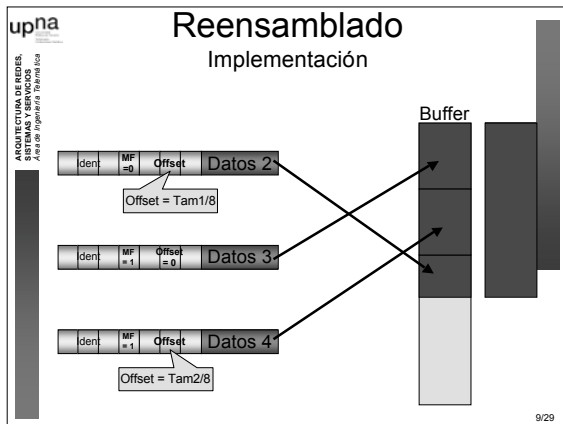 upna
ARQUITECTURA DE REDES,
SISTEMAS Y SERVICIOS
Área de Ingeniería Telemática
Reensamblado
Implementación
Buffer
Ident MF =0 Offset Datos 2
Offset = Tam1/8
Ident MF = 1 Offset = 0 Datos 3
Ident MF = 1 Offset Datos 4
Offset = Tam2/8
9/29